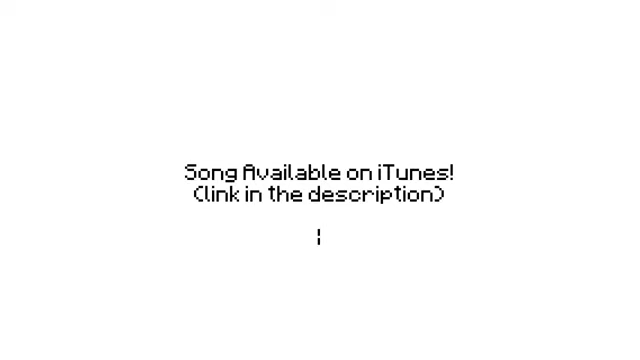 Song Available on iTunes!
(link in the description)
|